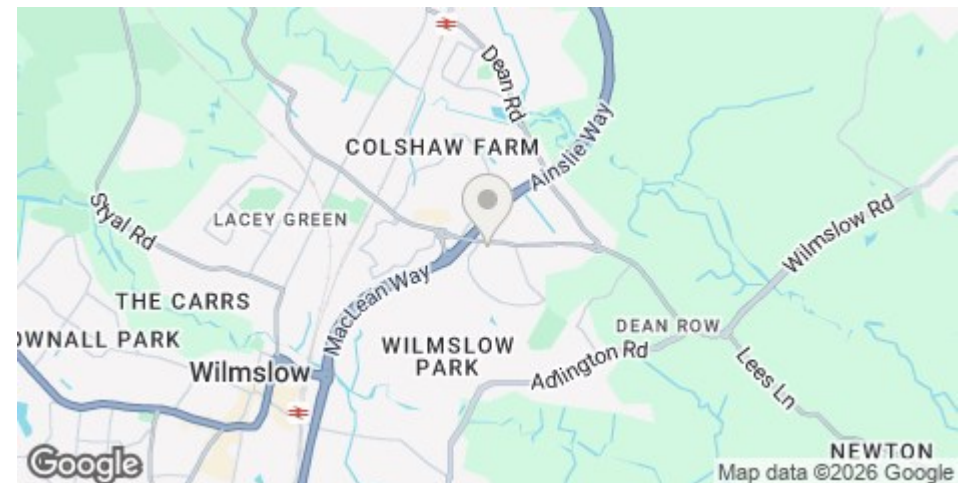 Dean Rd
COLSHAW FARM
Ainslie Way
LACEY GREEN
Styal Rd
Wilmslow Rd
MacLean Way
THE CARRS
DEAN ROW
OWNALL PARK
WILMSLOW
PARK
Wilmslow
Adlington Rd
Lees Ln
NEWTON
Google
Map data ©2026 Google